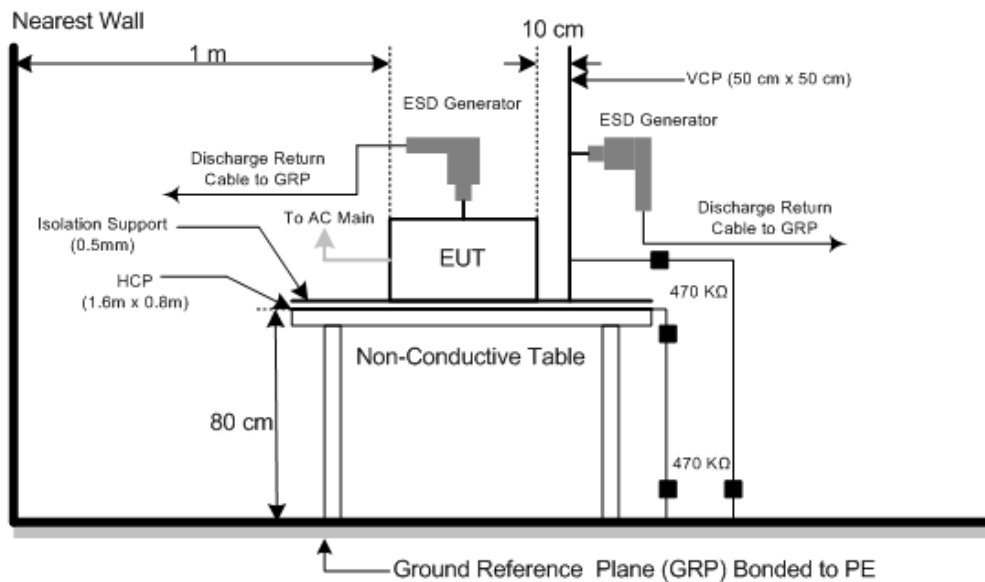 Nearest Wall
10 cm
1 m
VCP (50 cm x 50 cm)
ESD Generator
ESD Generator
Discharge Return
Cable to GRP
To AC Main
Isolation Support
(0.5mm)
Discharge Return
Cable to GRP
EUT
HCP
(1.6m x 0.8m)
470 KΩ
Non-Conductive Table
80 cm
470 KΩ
Ground Reference Plane (GRP) Bonded to PE